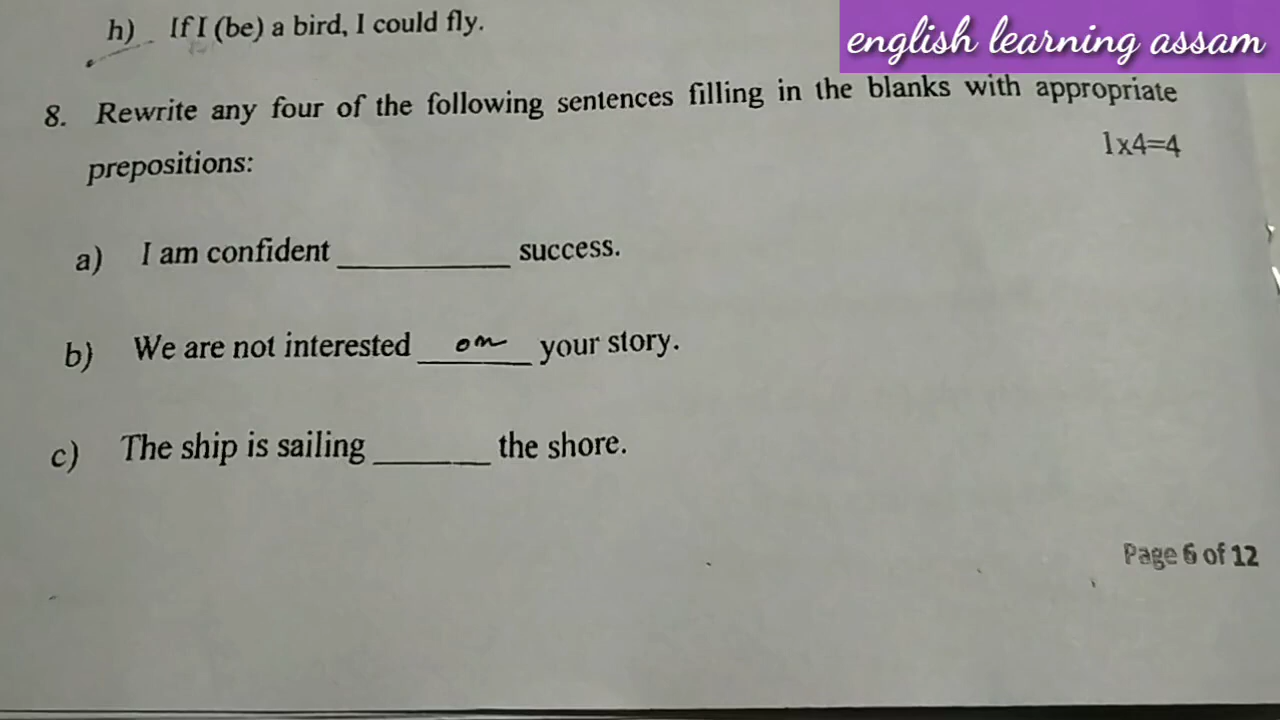 english learning assam
h) If I (be) a bird, I could fly.
8. Rewrite any four of the following sentences filling in the blanks with appropriate
prepositions:
1x4=4
a) I am confident __________ success.
b) We are not interested on your story.
c) The ship is sailing _______ the shore.
Page 6 of 12